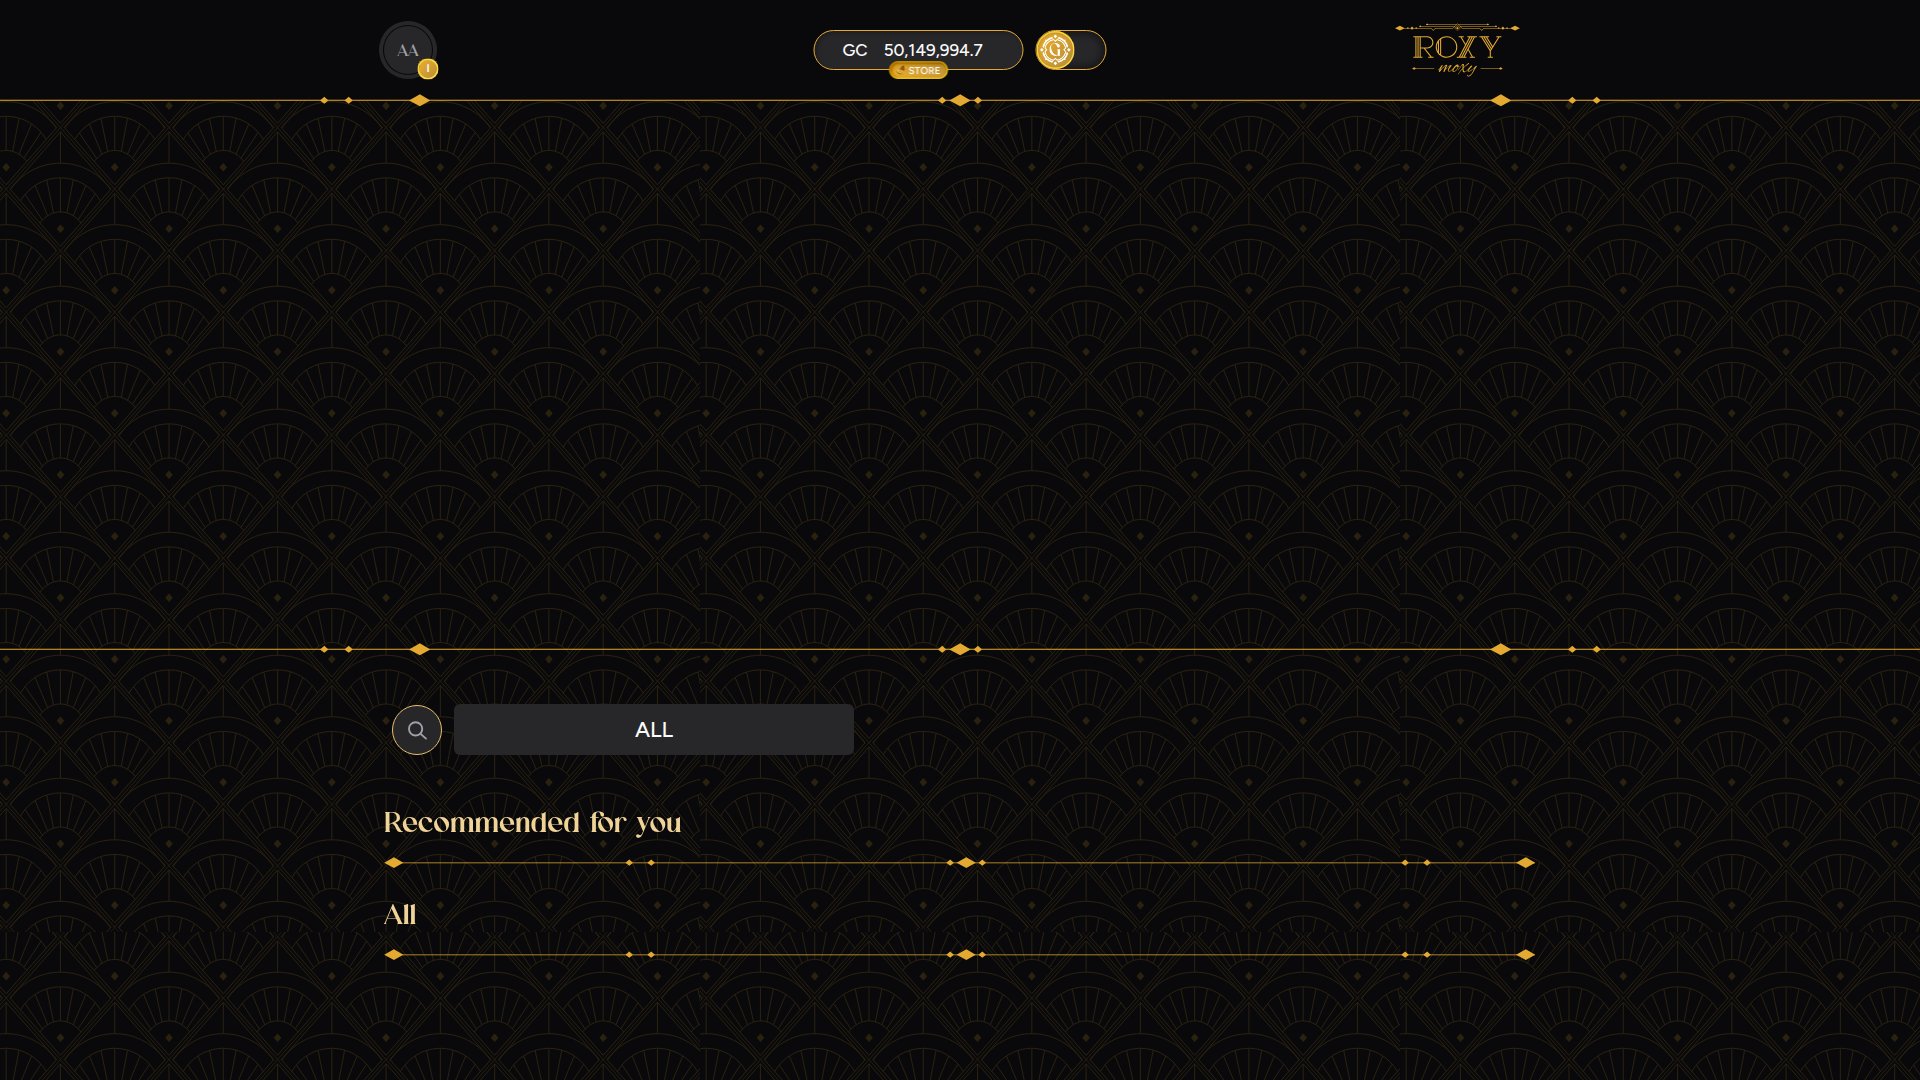 AA
I
GC 50,149,994.7
STORE
G
ROXY
moxy
ALL
Recommended for you
All